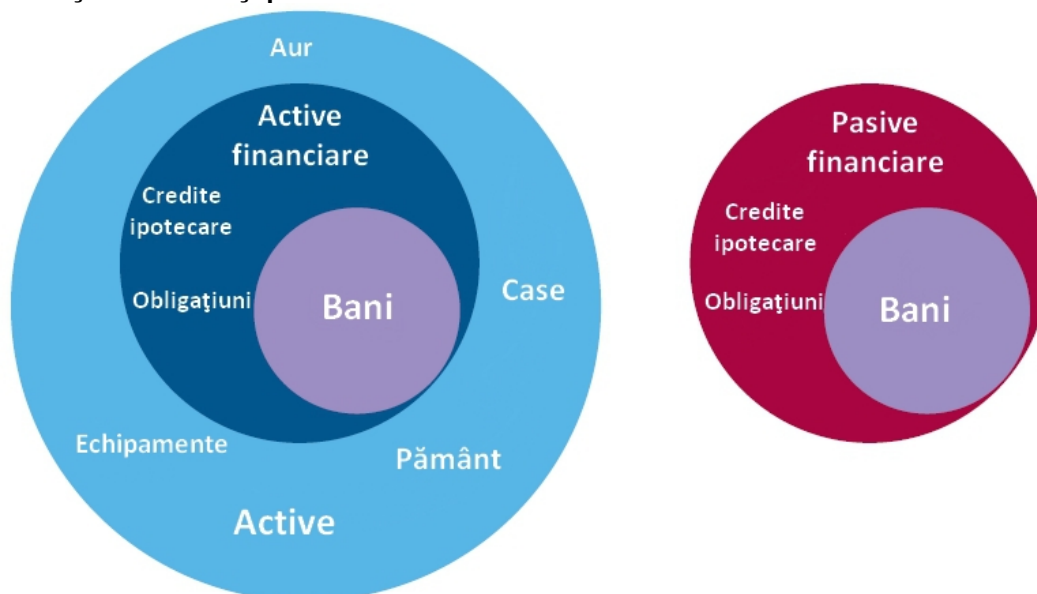 Aur
Active
financiare
Credite
ipotecare
Obligaţiuni
Bani
Case
Echipamente
Pământ
Active
Pasive
financiare
Credite
ipotecare
Obligaţiuni
Bani